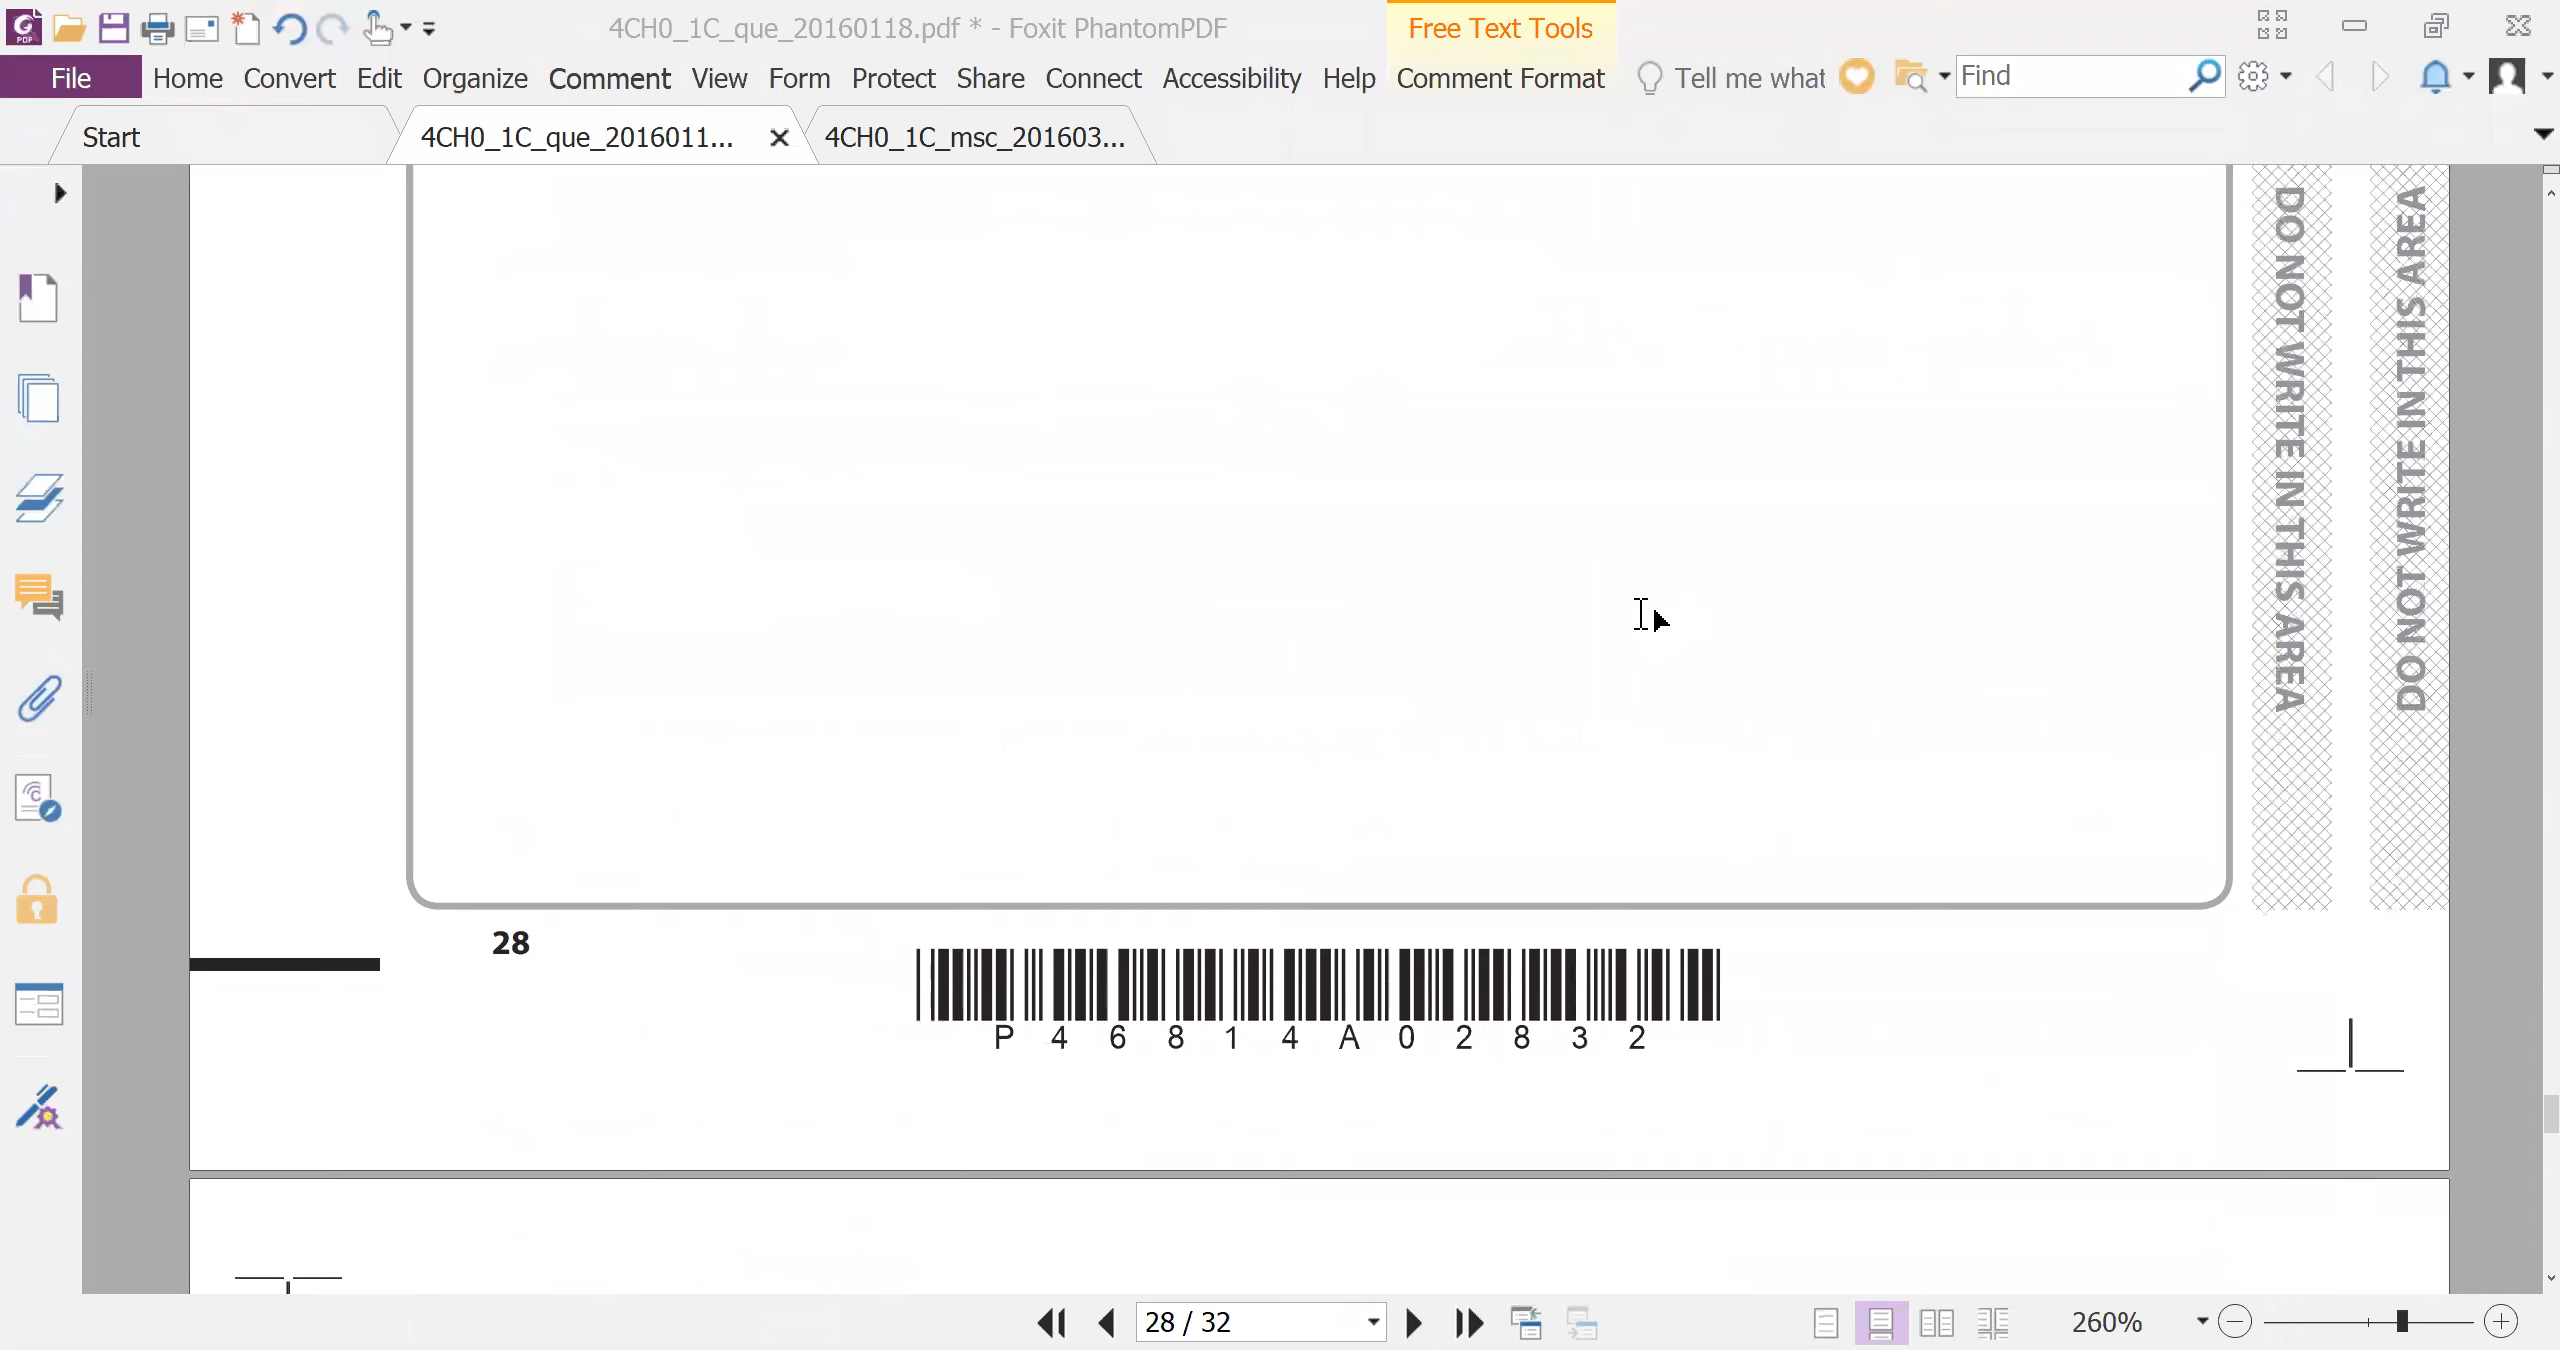 4CH0_1C_que_20160118.pdf * - Foxit PhantomPDF
Free Text Tools
File Home Convert Edit Organize Comment View Form Protect Share Connect Accessibility Help Comment Format Tell me what Find
Start 4CH0_1C_que_2016011... 4CH0_1C_msc_201603...
DO NOT WRITE IN THIS AREA
DO NOT WRITE IN THIS AREA
28
P 4 6 8 1 4 A 0 2 8 3 2
28 / 32
260%